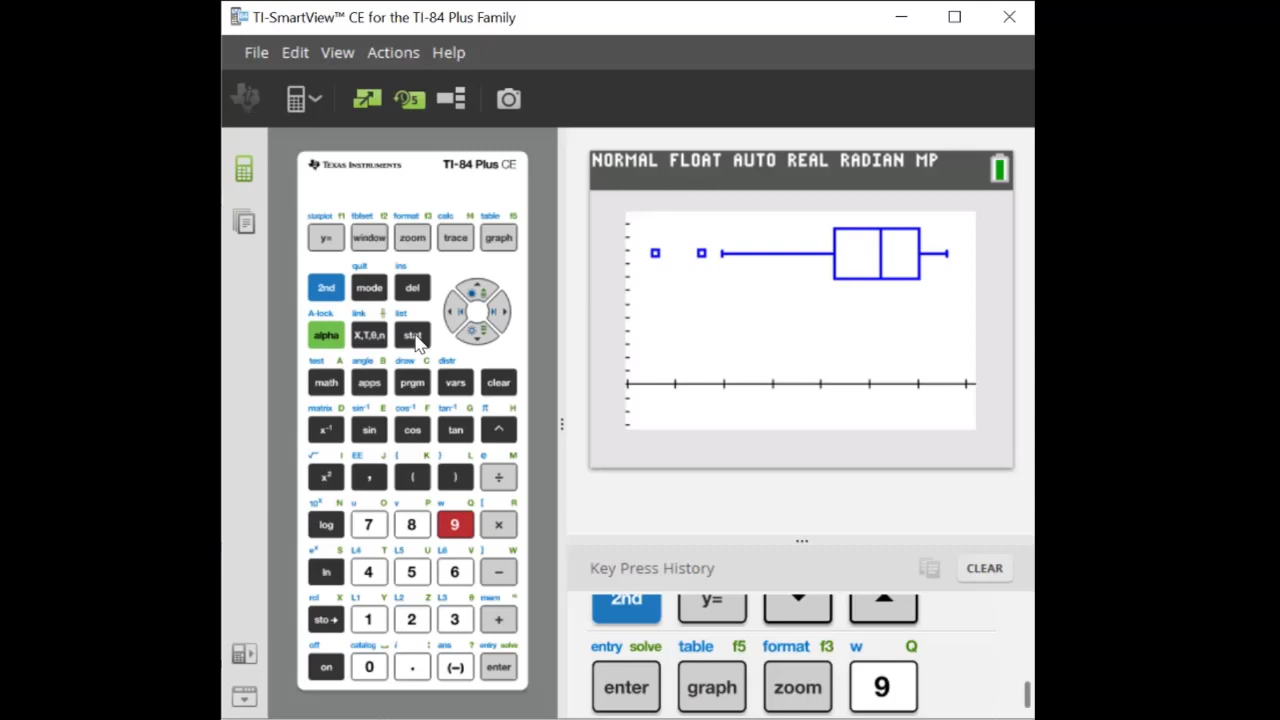 TI-SmartView™ CE for the TI-84 Plus Family
File Edit View Actions Help
5
TEXAS INSTRUMENTS TI-84 Plus CE
statplot f1 tblset f2 format f3 calc f4 table f5
y= window zoom trace graph
quit ins
2nd mode del
A-lock link list
alpha X,T,θ,n stat
test A angle B draw C distr
math apps prgm vars clear
matrix D sin⁻¹ E cos⁻¹ F tan⁻¹ G π H
x⁻¹ sin cos tan ^
√ I EE J { K } L e M
x² , ( ) ÷
10ˣ N u O v P w Q [ R
log 7 8 9 ×
eˣ S L4 T L5 U L6 V ] W
ln 4 5 6 −
rcl X L1 Y L2 Z L3 θ mem "
sto→ 1 2 3 +
off catalog i : ans ? entry solve
on 0 . (−) enter
NORMAL FLOAT AUTO REAL RADIAN MP
Key Press History CLEAR
2nd y=
entry solve table f5 format f3 w Q
enter graph zoom 9